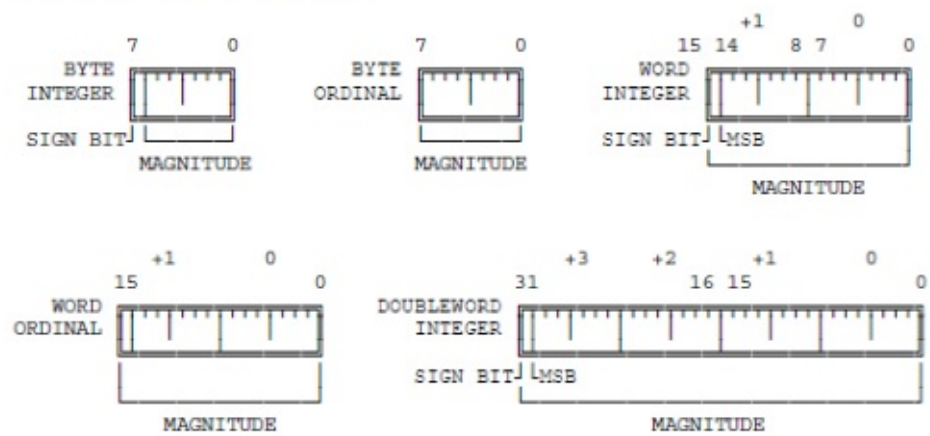 +1 0
7 0 7 0 15 14 8 7 0
BYTE BYTE WORD
INTEGER ORDINAL INTEGER
SIGN BIT SIGN BIT MSB
MAGNITUDE MAGNITUDE
MAGNITUDE
+1 0 +3 +2 +1 0
15 0 31 16 15 0
WORD DOUBLEWORD
ORDINAL INTEGER
SIGN BIT MSB
MAGNITUDE MAGNITUDE